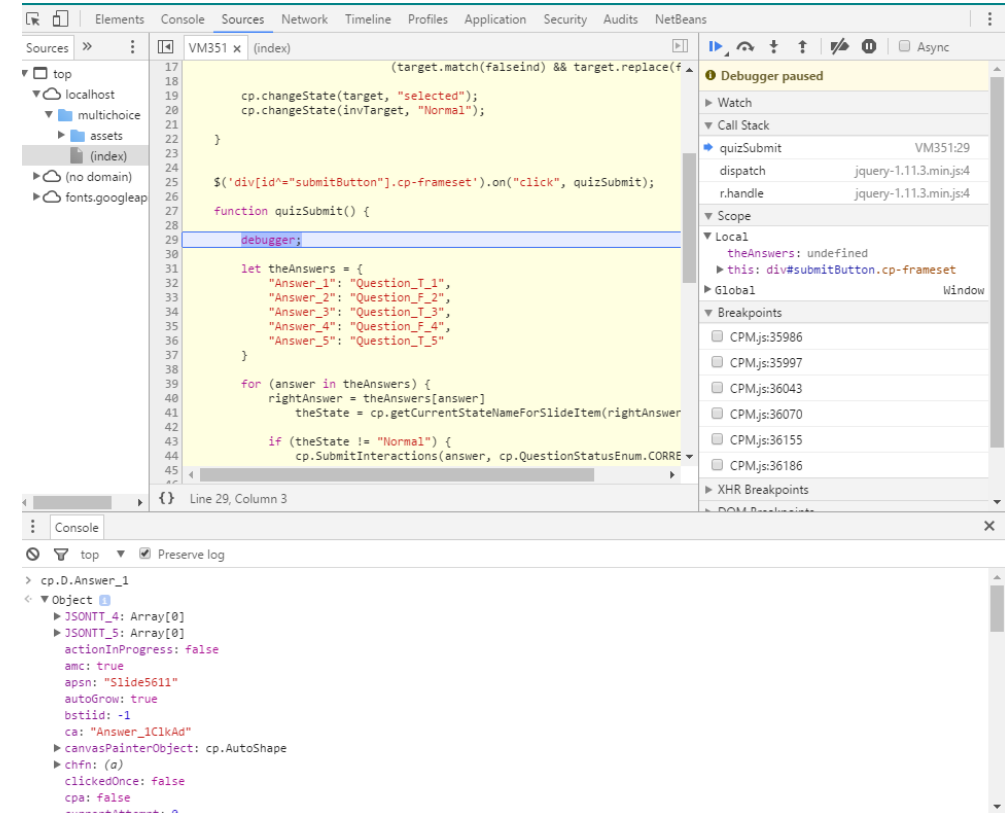 Elements Console Sources Network Timeline Profiles Application Security Audits NetBeans
Sources » VM351 × (index) Async
▼ top
▼ localhost
▼ multichoice
▶ assets
(index)
▶ (no domain)
▶ fonts.googleap
17 (target.match(falseind) && target.replace(f
18
19 cp.changeState(target, "selected");
20 cp.changeState(invTarget, "Normal");
21
22 }
23
24
25 $('div[id^="submitButton"].cp-frameset').on("click", quizSubmit);
26
27 function quizSubmit() {
28
29 debugger;
30
31 let theAnswers = {
32 "Answer_1": "Question_T_1",
33 "Answer_2": "Question_F_2",
34 "Answer_3": "Question_T_3",
35 "Answer_4": "Question_F_4",
36 "Answer_5": "Question_T_5"
37 }
38
39 for (answer in theAnswers) {
40 rightAnswer = theAnswers[answer]
41 theState = cp.getCurrentStateNameForSlideItem(rightAnswer
42
43 if (theState != "Normal") {
44 cp.SubmitInteractions(answer, cp.QuestionStatusEnum.CORRE
45
{} Line 29, Column 3
Debugger paused
▶ Watch
▼ Call Stack
quizSubmit VM351:29
dispatch jquery-1.11.3.min.js:4
r.handle jquery-1.11.3.min.js:4
▼ Scope
▼ Local
theAnswers: undefined
▶ this: div#submitButton.cp-frameset
▶ Global Window
▼ Breakpoints
CPM.js:35986
CPM.js:35997
CPM.js:36043
CPM.js:36070
CPM.js:36155
CPM.js:36186
▶ XHR Breakpoints
▶ DOM Breakpoints
Console ×
top ▼ Preserve log
> cp.D.Answer_1
▼ Object
▶ JSONTT_4: Array[0]
▶ JSONTT_5: Array[0]
actionInProgress: false
amc: true
apsn: "Slide5611"
autoGrow: true
bstiid: -1
ca: "Answer_1ClkAd"
▶ canvasPainterObject: cp.AutoShape
▶ chfn: (a)
clickedOnce: false
cpa: false
currentAttempt: 0